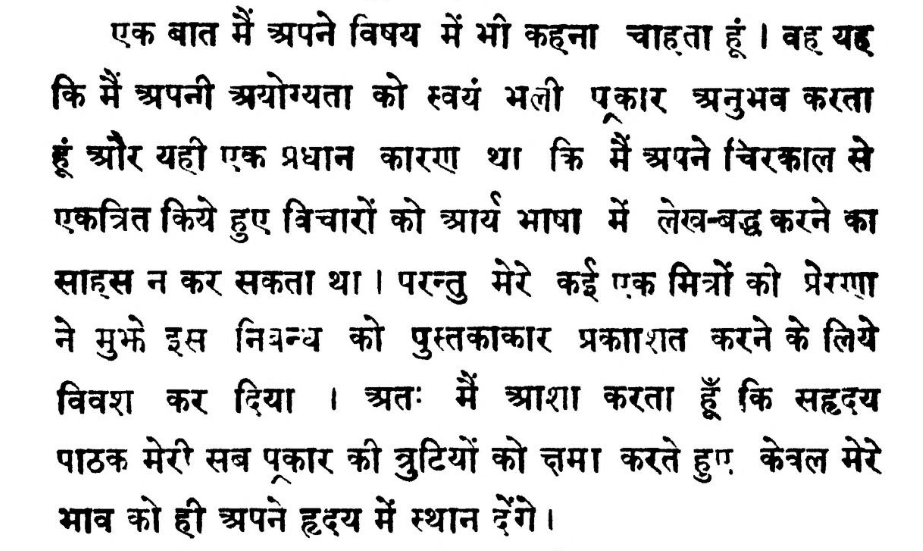 एक बात मैं अपने विषय में भी कहना चाहता हूं । वह यह
कि मैं अपनी अयोग्यता को स्वयं भली प्रकार अनुभव करता
हूं और यही एक प्रधान कारण था कि मैं अपने चिरकाल से
एकत्रित किये हुए विचारों को आर्य भाषा में लेख-बद्ध करने का
साहस न कर सकता था । परन्तु मेरे कई एक मित्रों को प्रेरणा
ने मुझे इस निबन्ध को पुस्तकाकार प्रकाशित करने के लिये
विवश कर दिया । अतः मैं आशा करता हूँ कि सहृदय
पाठक मेरी सब प्रकार की त्रुटियों को क्षमा करते हुए केवल मेरे
भाव को ही अपने हृदय में स्थान देंगे ।